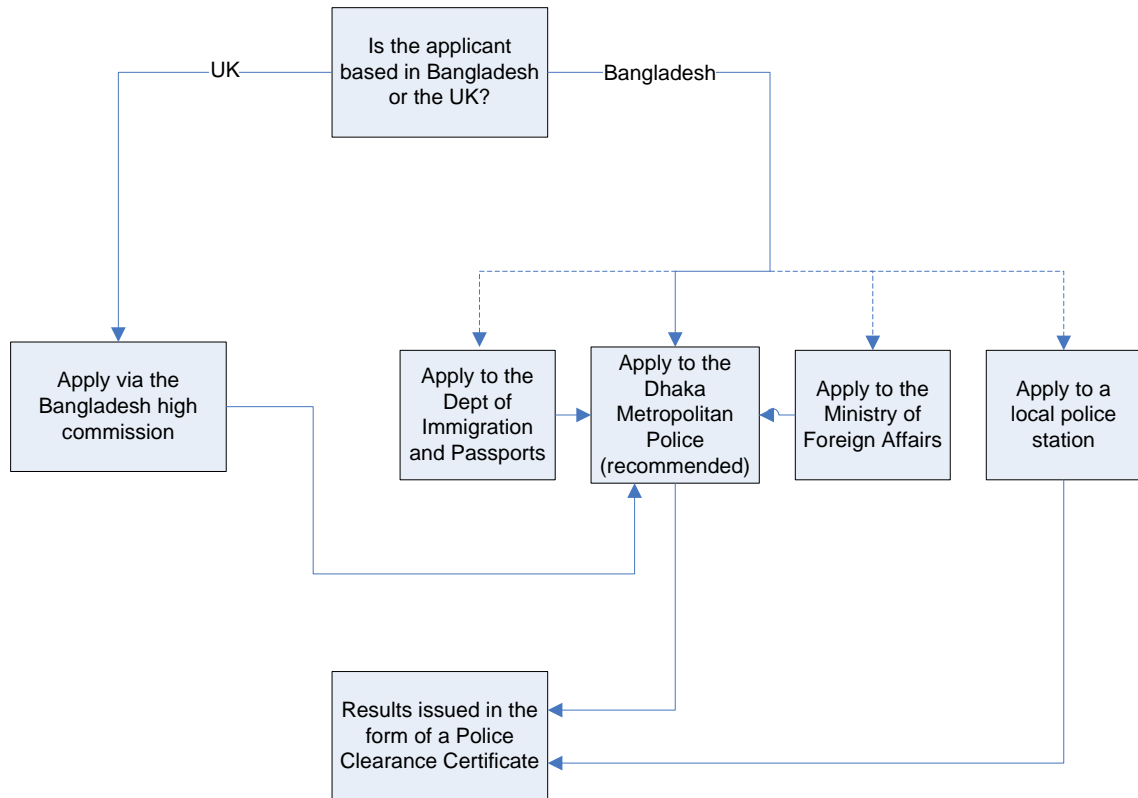 Is the applicant
based in Bangladesh
or the UK?
UK
Bangladesh
Apply via the
Bangladesh high
commission
Apply to the
Dept of
Immigration
and Passports
Apply to the
Dhaka
Metropolitan
Police
(recommended)
Apply to the
Ministry of
Foreign Affairs
Apply to a
local police
station
Results issued in the
form of a Police
Clearance Certificate